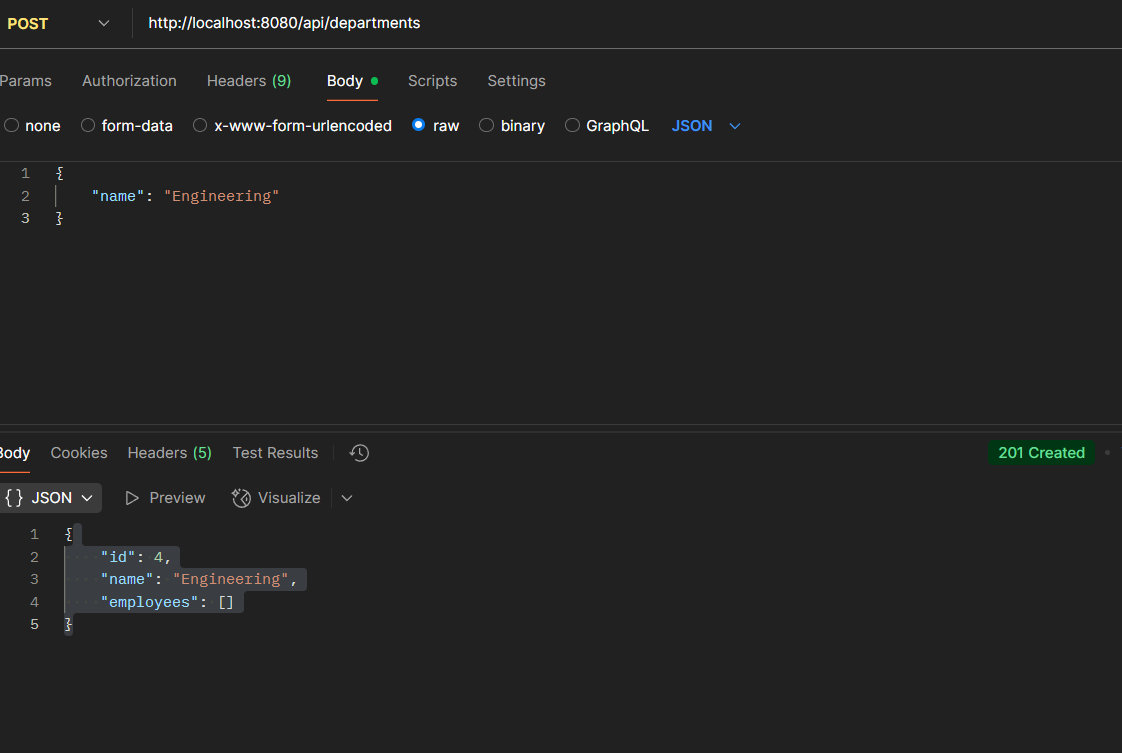 POST http://localhost:8080/api/departments
Params Authorization Headers (9) Body Scripts Settings
none form-data x-www-form-urlencoded raw binary GraphQL JSON
1 {
2 "name": "Engineering"
3 }
Body Cookies Headers (5) Test Results 201 Created
{} JSON Preview Visualize
1 {
2 "id": 4,
3 "name": "Engineering",
4 "employees": []
5 }